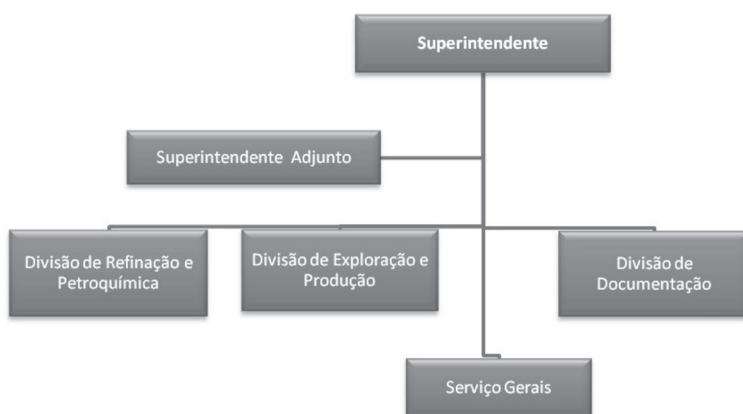 Superintendente
Superintendente Adjunto
Divisão de Refinação e
Petroquímica
Divisão de Exploração e
Produção
Divisão de
Documentação
Serviço Gerais